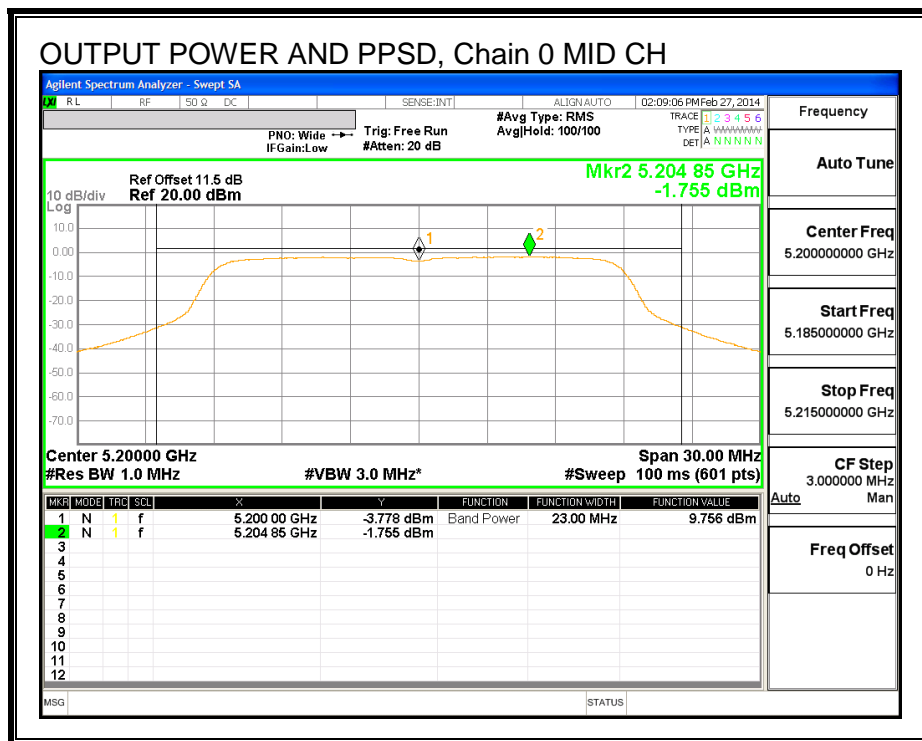 OUTPUT POWER AND PPSD, Chain 0 MID CH
Agilent Spectrum Analyzer - Swept SA
LXI RL RF 50 Ω DC SENSE:INT ALIGN AUTO 02:09:06 PM Feb 27, 2014
PNO: Wide
IFGain:Low
Trig: Free Run
#Atten: 20 dB
#Avg Type: RMS
Avg|Hold: 100/100
TRACE 1 2 3 4 5 6
TYPE A WWWWW
DET A N N N N N
Mkr2 5.204 85 GHz
-1.755 dBm
Ref Offset 11.5 dB
10 dB/div Ref 20.00 dBm
Log
10.0
0.00
-10.0
-20.0
-30.0
-40.0
-50.0
-60.0
-70.0
1
2
Center 5.20000 GHz Span 30.00 MHz
#Res BW 1.0 MHz #VBW 3.0 MHz* #Sweep 100 ms (601 pts)
MKR MODE TRC SCL X Y FUNCTION FUNCTION WIDTH FUNCTION VALUE
1 N 1 f 5.200 00 GHz -3.778 dBm Band Power 23.00 MHz 9.756 dBm
2 N 1 f 5.204 85 GHz -1.755 dBm
3
4
5
6
7
8
9
10
11
12
MSG STATUS
Frequency
Auto Tune
Center Freq
5.200000000 GHz
Start Freq
5.185000000 GHz
Stop Freq
5.215000000 GHz
CF Step
3.000000 MHz
Auto Man
Freq Offset
0 Hz